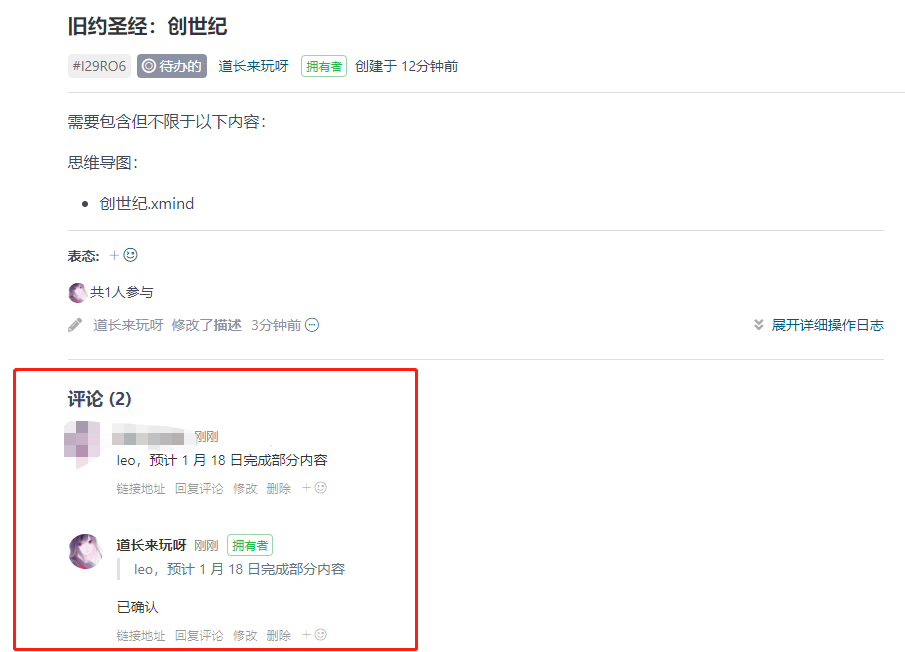 旧约圣经：创世纪
#I29RO6 待办的 道长来玩呀 拥有者 创建于 12分钟前
需要包含但不限于以下内容：
思维导图：
创世纪.xmind
表态: +
共1人参与
道长来玩呀 修改了描述 3分钟前
展开详细操作日志
评论 (2)
刚刚
leo，预计 1 月 18 日完成部分内容
链接地址 回复评论 修改 删除 +
道长来玩呀 刚刚 拥有者
leo，预计 1 月 18 日完成部分内容
已确认
链接地址 回复评论 修改 删除 +